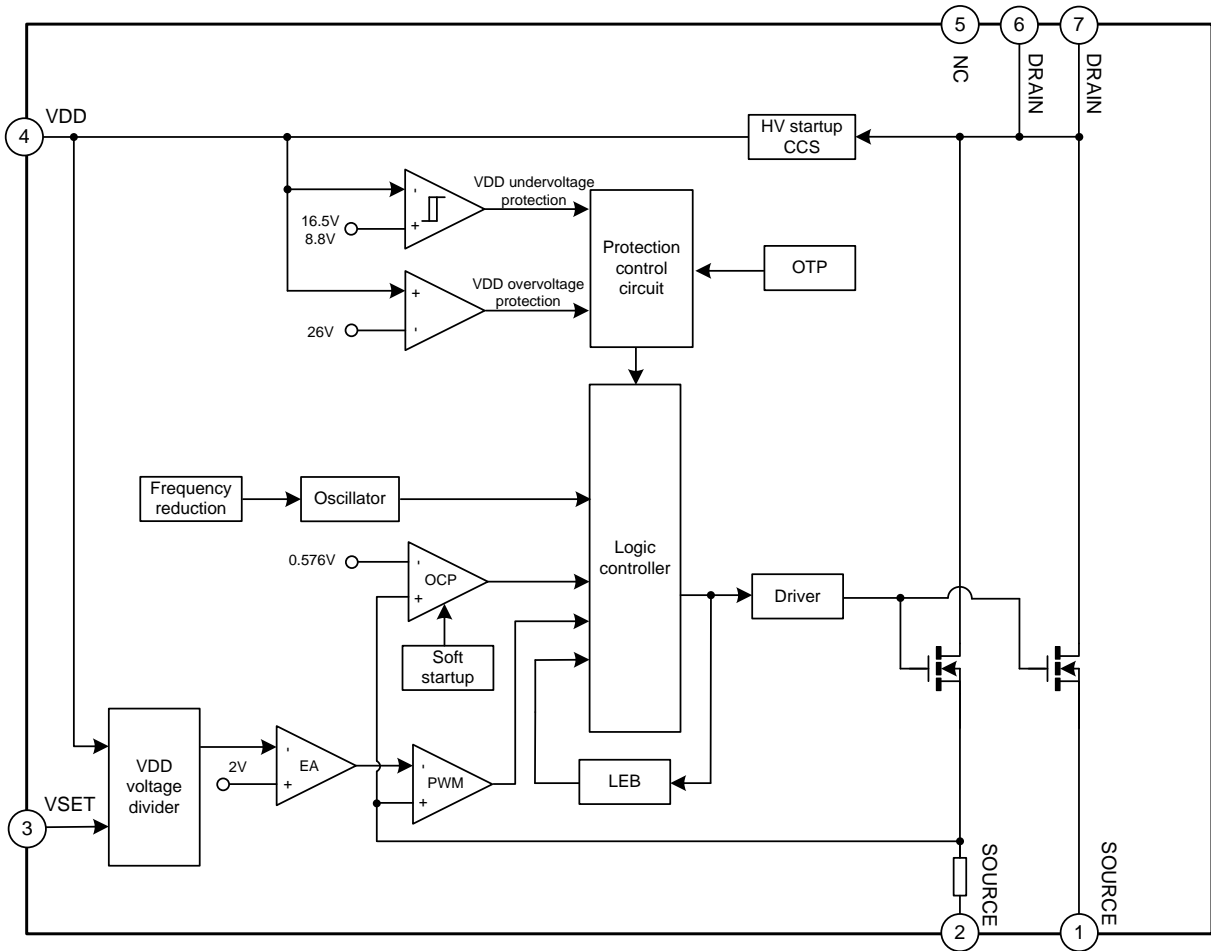 5
6
7
NC
DRAIN
DRAIN
VDD
4
HV startup
CCS
-
+
16.5V
8.8V
VDD undervoltage
protection
Protection
control
circuit
OTP
+
-
26V
VDD overvoltage
protection
Frequency
reduction
Oscillator
Logic
controller
0.576V
-
+
OCP
Soft
startup
Driver
VDD
voltage
divider
2V
-
+
EA
-
+
PWM
LEB
VSET
3
SOURCE
SOURCE
2
1